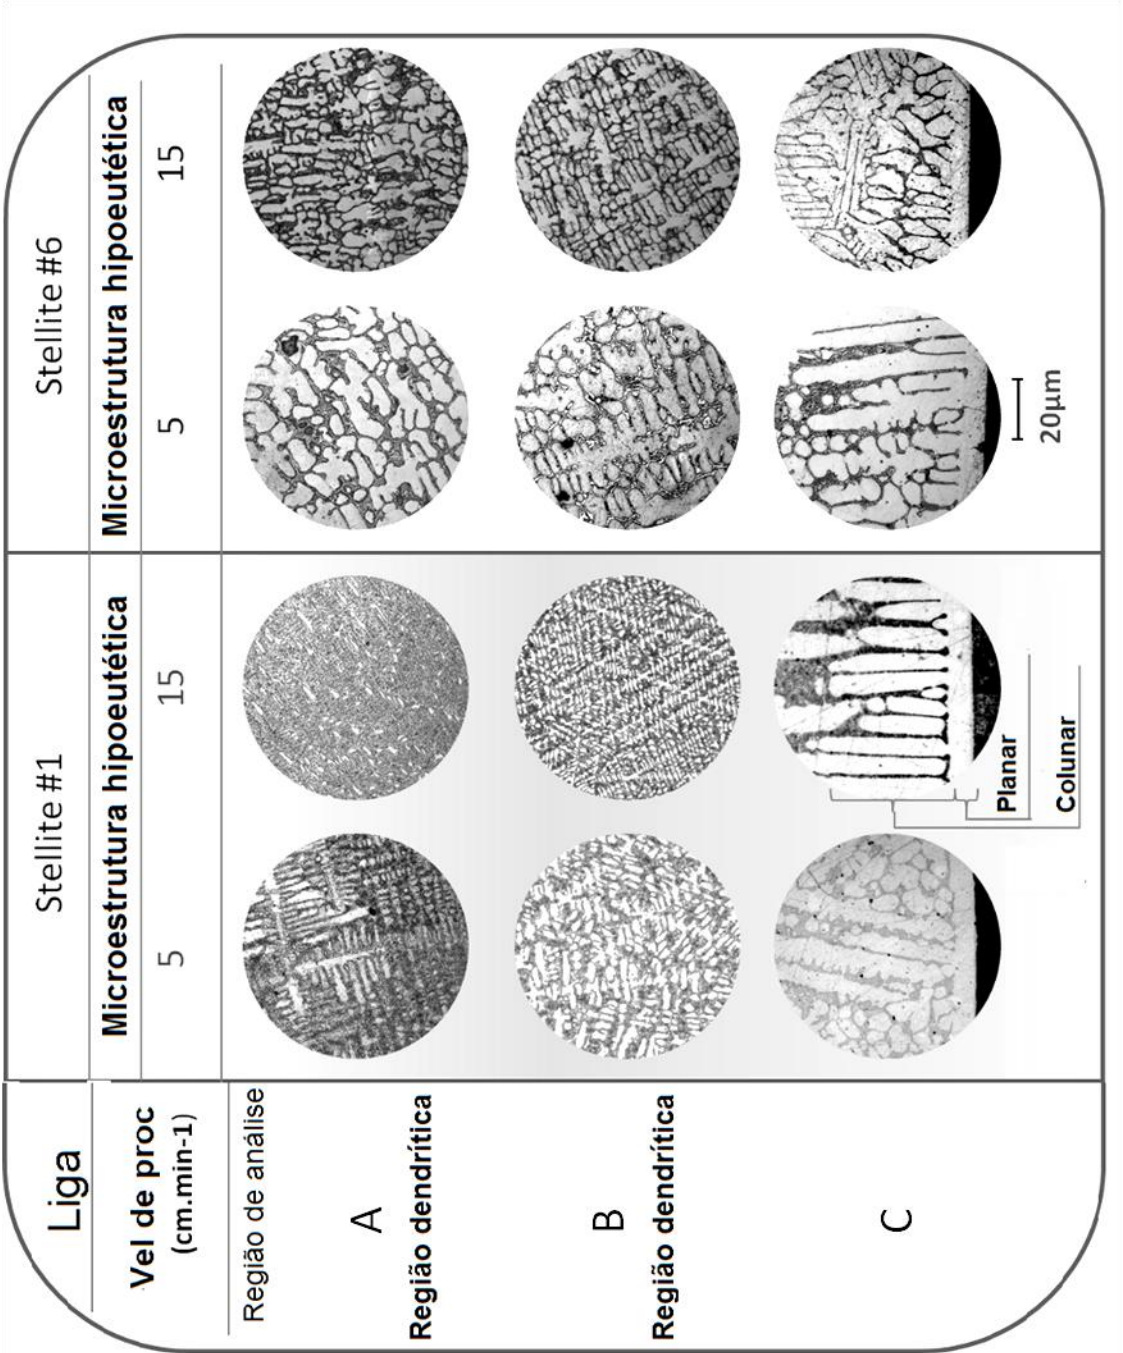 Liga
Stellite #1
Stellite #6
Vel de proc
(cm.min-1)
Microestrutura hipoeutética
Microestrutura hipoeutética
5
15
5
15
Região de análise
A
Região dendrítica
B
Região dendrítica
C
Planar
Colunar
20μm